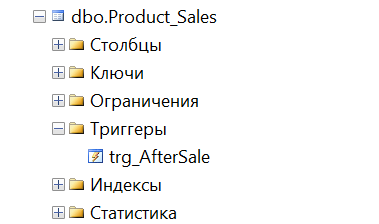 dbo.Product_Sales
Столбцы
Ключи
Ограничения
Триггеры
trg_AfterSale
Индексы
Статистика